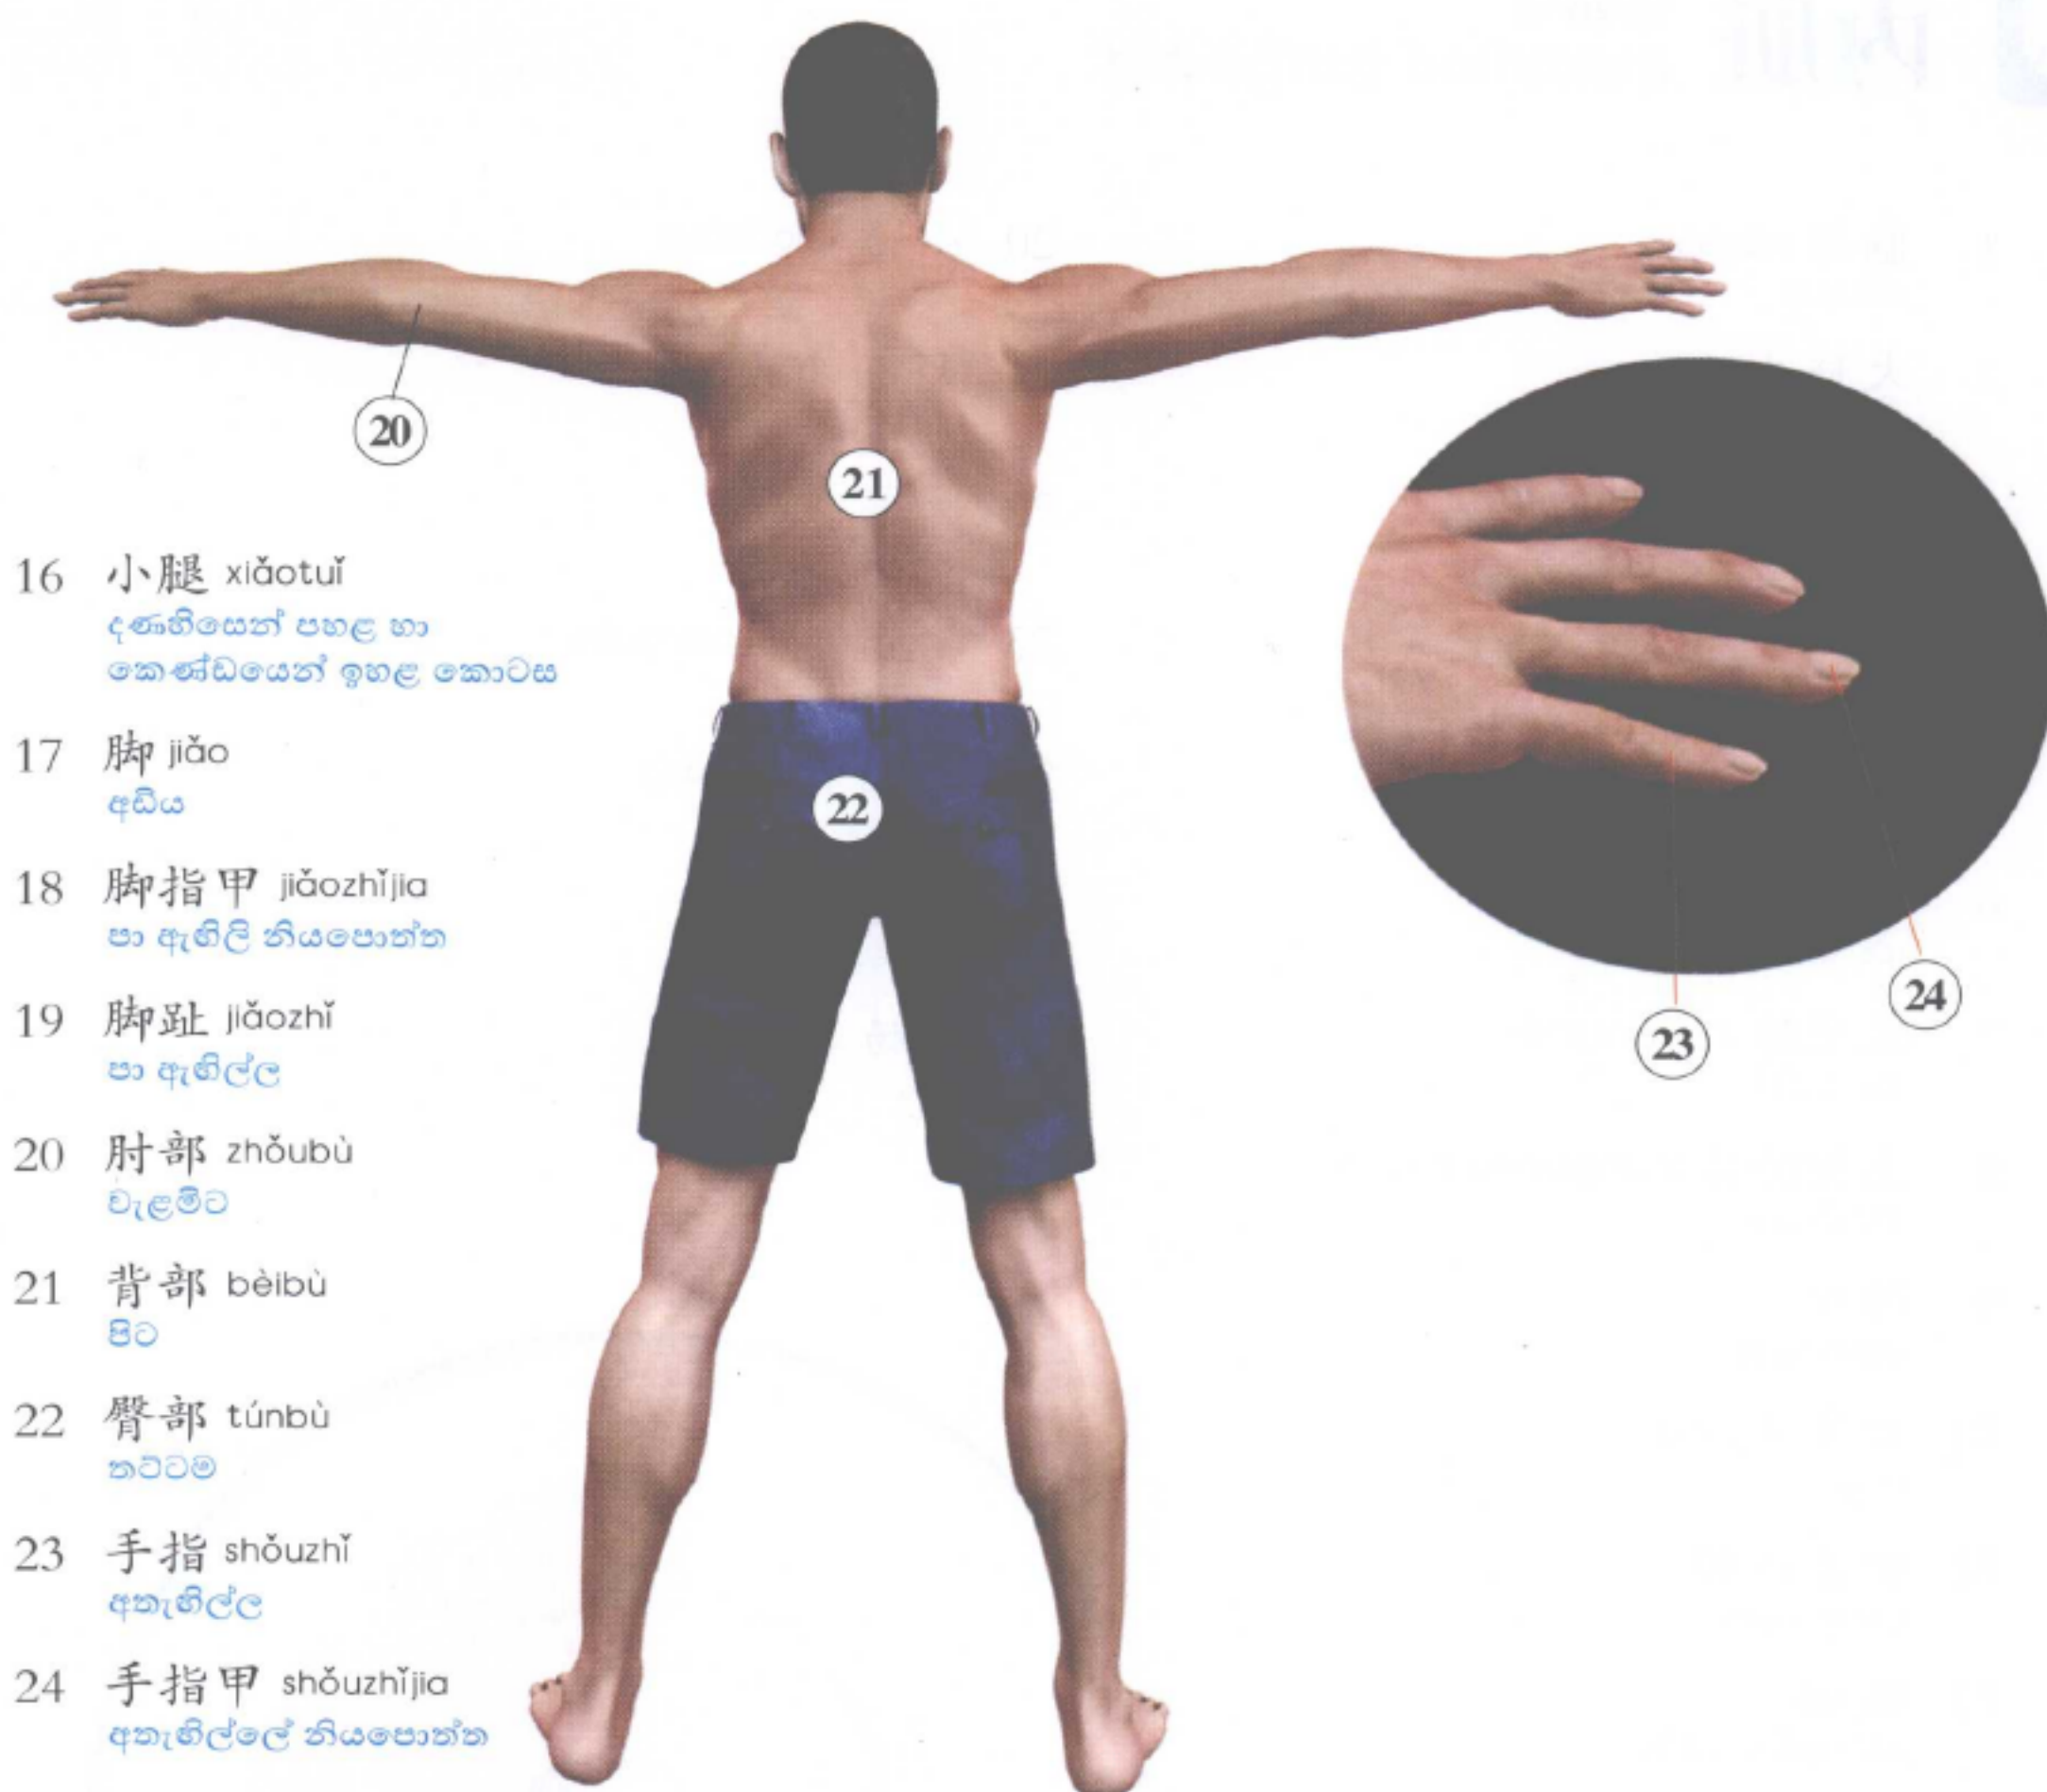 20
21
16 小腿 xiǎotuǐ
දණහිසෙන් පහළ හා
කෙණ්ඩයෙන් ඉහළ කොටස
17 脚 jiǎo
අඩිය
22
18 脚指甲 jiǎozhǐjia
පා ඇඟිලි නියපොත්ත
24
19 脚趾 jiǎozhǐ
පා ඇඟිල්ල
23
20 肘部 zhǒubù
වැළමිට
21 背部 bèibù
පිට
22 臀部 túnbù
තට්ටම
23 手指 shǒuzhǐ
අතැඟිල්ල
24 手指甲 shǒuzhǐjia
අතැඟිල්ලේ නියපොත්ත